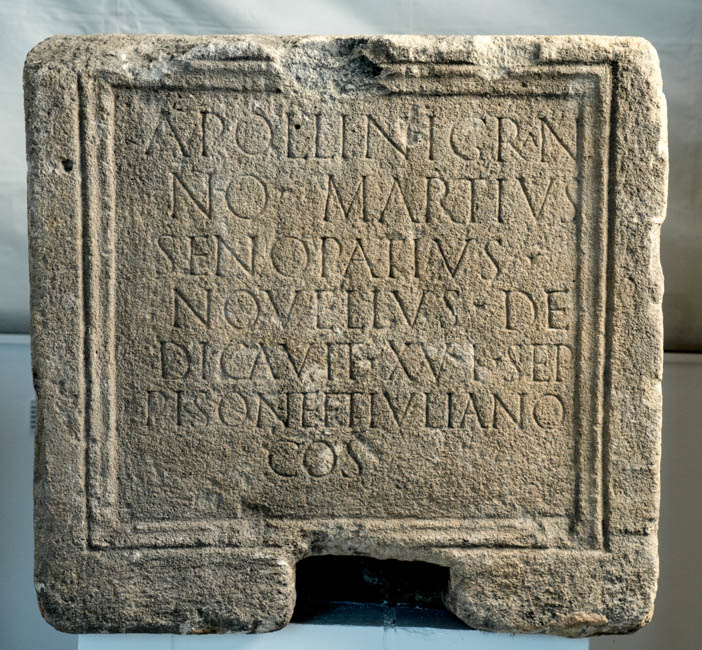 APOLLINI·GRAN
NO· MARTIVS
SENOPATIVS ·
NOVELLVS · DE
DICAVIT · XVI · SEP
PISONE ET IVLIANO
COS